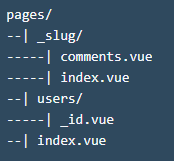 pages/
--| _slug/
-----| comments.vue
-----| index.vue
--| users/
-----| _id.vue
--| index.vue